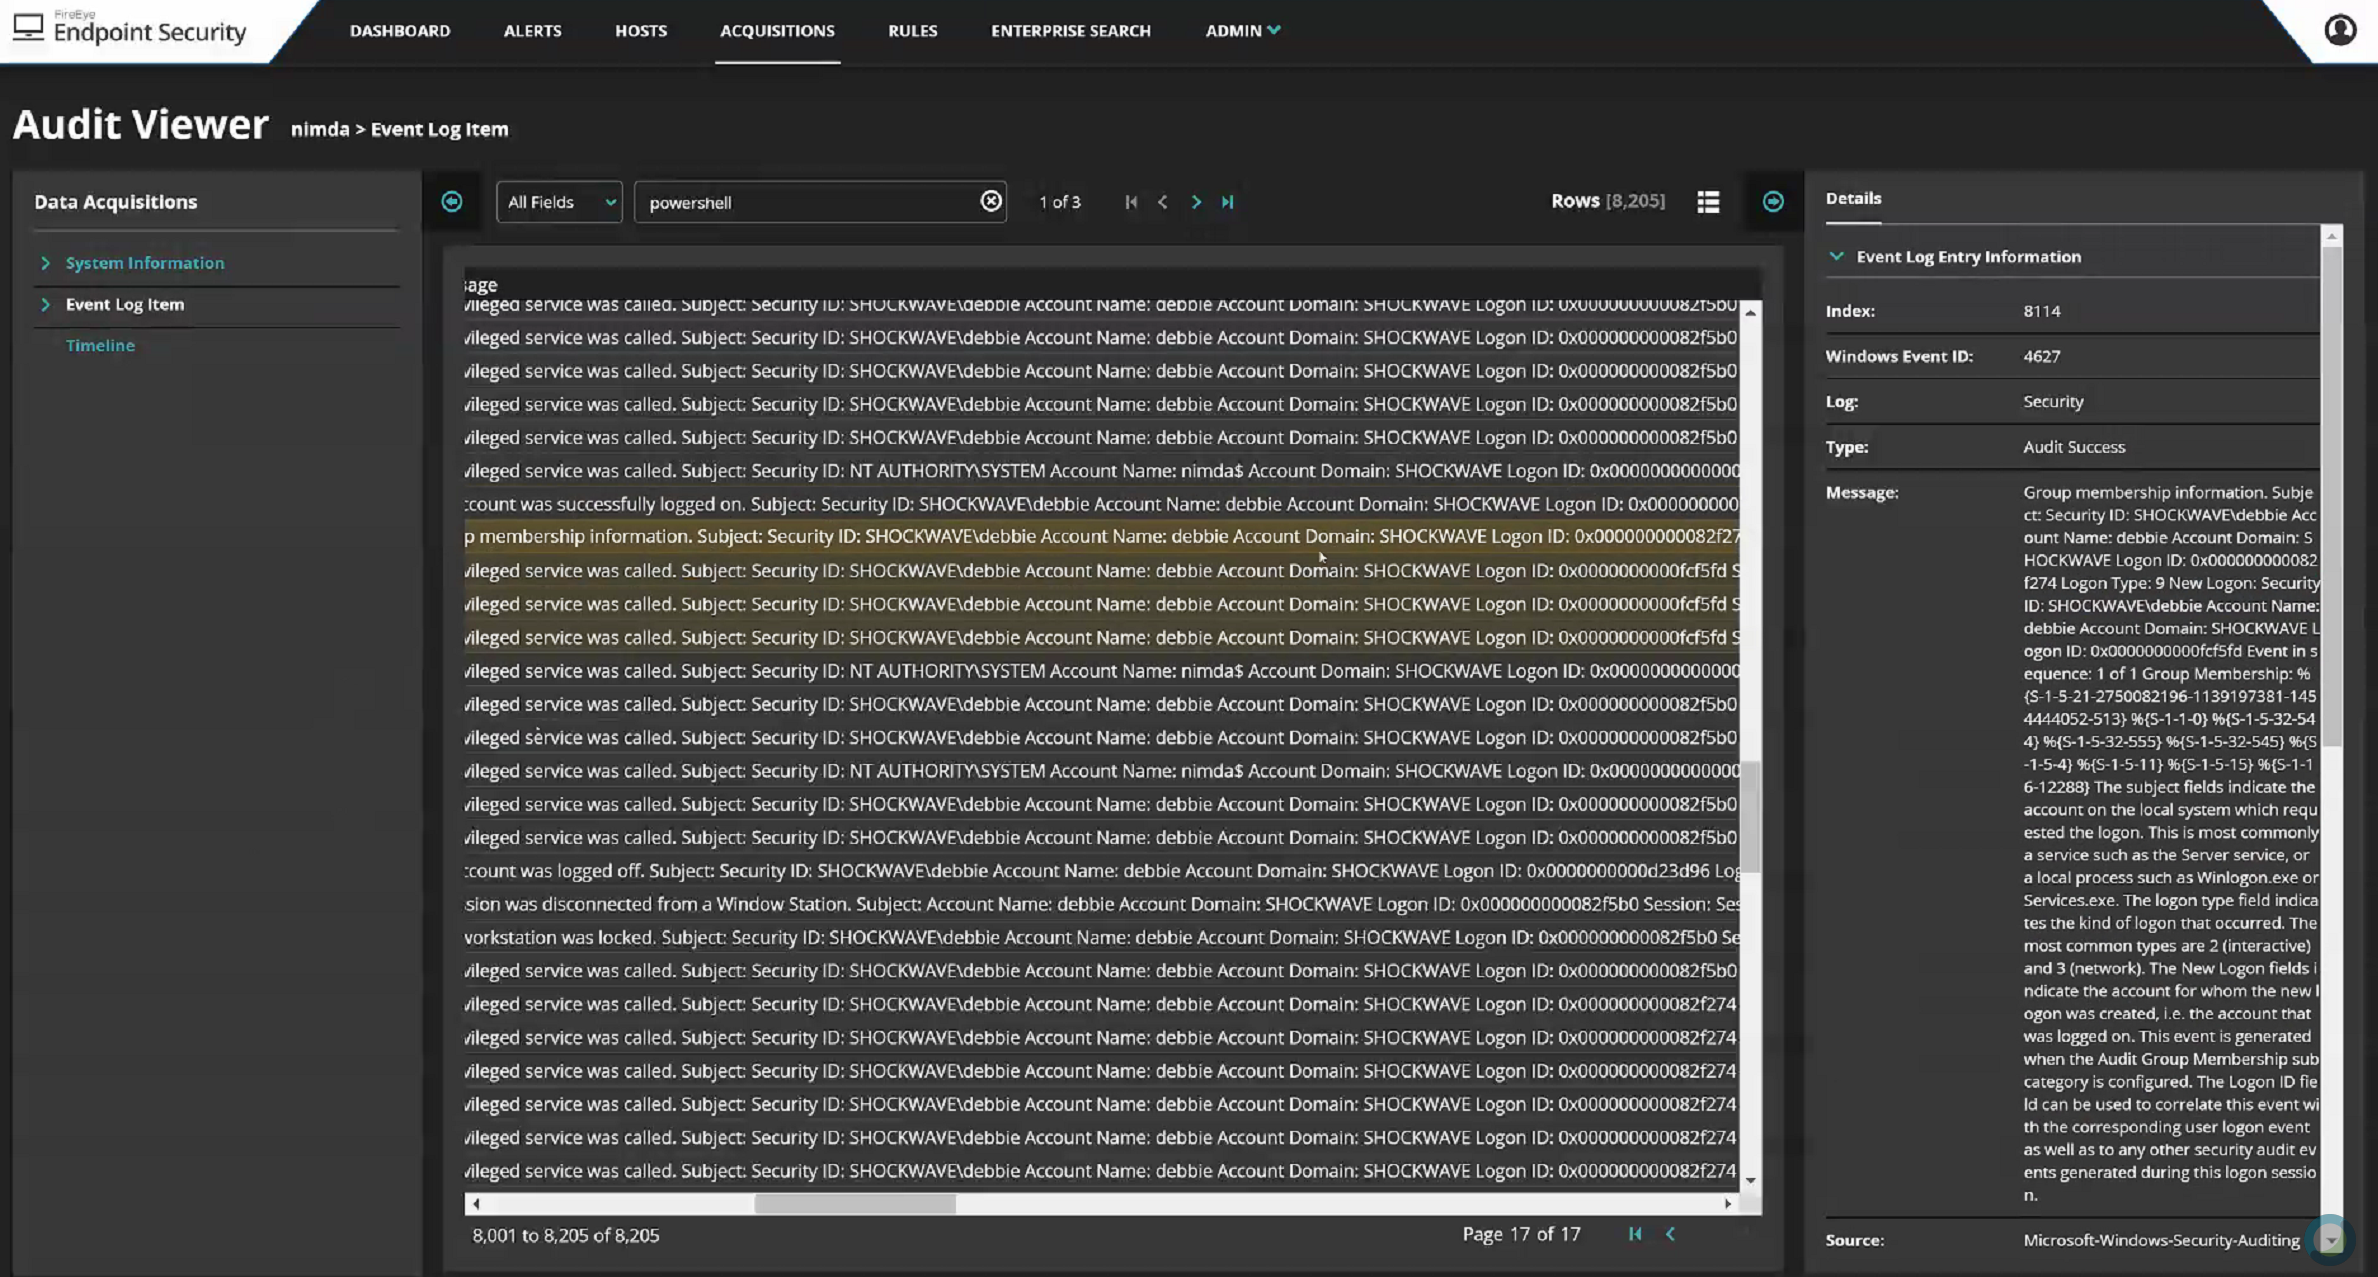 FireEye
Endpoint Security
DASHBOARD
ALERTS
HOSTS
ACQUISITIONS
RULES
ENTERPRISE SEARCH
ADMIN
Audit Viewer
nimda > Event Log Item
Data Acquisitions
System Information
Event Log Item
Timeline
All Fields
powershell
1 of 3
Rows [8,205]
sage
vileged service was called. Subject: Security ID: SHOCKWAVE\debbie Account Name: debbie Account Domain: SHOCKWAVE Logon ID: 0x000000000082f5b0
vileged service was called. Subject: Security ID: SHOCKWAVE\debbie Account Name: debbie Account Domain: SHOCKWAVE Logon ID: 0x000000000082f5b0
vileged service was called. Subject: Security ID: SHOCKWAVE\debbie Account Name: debbie Account Domain: SHOCKWAVE Logon ID: 0x000000000082f5b0
vileged service was called. Subject: Security ID: SHOCKWAVE\debbie Account Name: debbie Account Domain: SHOCKWAVE Logon ID: 0x000000000082f5b0
vileged service was called. Subject: Security ID: SHOCKWAVE\debbie Account Name: debbie Account Domain: SHOCKWAVE Logon ID: 0x000000000082f5b0
vileged service was called. Subject: Security ID: NT AUTHORITY\SYSTEM Account Name: nimda$ Account Domain: SHOCKWAVE Logon ID: 0x0000000000000
count was successfully logged on. Subject: Security ID: SHOCKWAVE\debbie Account Name: debbie Account Domain: SHOCKWAVE Logon ID: 0x000000000
p membership information. Subject: Security ID: SHOCKWAVE\debbie Account Name: debbie Account Domain: SHOCKWAVE Logon ID: 0x000000000082f27
vileged service was called. Subject: Security ID: SHOCKWAVE\debbie Account Name: debbie Account Domain: SHOCKWAVE Logon ID: 0x0000000000fcf5fd S
vileged service was called. Subject: Security ID: SHOCKWAVE\debbie Account Name: debbie Account Domain: SHOCKWAVE Logon ID: 0x0000000000fcf5fd S
vileged service was called. Subject: Security ID: SHOCKWAVE\debbie Account Name: debbie Account Domain: SHOCKWAVE Logon ID: 0x0000000000fcf5fd S
vileged service was called. Subject: Security ID: NT AUTHORITY\SYSTEM Account Name: nimda$ Account Domain: SHOCKWAVE Logon ID: 0x0000000000000
vileged service was called. Subject: Security ID: SHOCKWAVE\debbie Account Name: debbie Account Domain: SHOCKWAVE Logon ID: 0x000000000082f5b0
vileged service was called. Subject: Security ID: SHOCKWAVE\debbie Account Name: debbie Account Domain: SHOCKWAVE Logon ID: 0x000000000082f5b0
vileged service was called. Subject: Security ID: NT AUTHORITY\SYSTEM Account Name: nimda$ Account Domain: SHOCKWAVE Logon ID: 0x0000000000000
vileged service was called. Subject: Security ID: SHOCKWAVE\debbie Account Name: debbie Account Domain: SHOCKWAVE Logon ID: 0x000000000082f5b0
vileged service was called. Subject: Security ID: SHOCKWAVE\debbie Account Name: debbie Account Domain: SHOCKWAVE Logon ID: 0x000000000082f5b0
count was logged off. Subject: Security ID: SHOCKWAVE\debbie Account Name: debbie Account Domain: SHOCKWAVE Logon ID: 0x0000000000d23d96 Log
sion was disconnected from a Window Station. Subject: Account Name: debbie Account Domain: SHOCKWAVE Logon ID: 0x000000000082f5b0 Session: Ses
workstation was locked. Subject: Security ID: SHOCKWAVE\debbie Account Name: debbie Account Domain: SHOCKWAVE Logon ID: 0x000000000082f5b0 Se
vileged service was called. Subject: Security ID: SHOCKWAVE\debbie Account Name: debbie Account Domain: SHOCKWAVE Logon ID: 0x000000000082f5b0
vileged service was called. Subject: Security ID: SHOCKWAVE\debbie Account Name: debbie Account Domain: SHOCKWAVE Logon ID: 0x000000000082f274
vileged service was called. Subject: Security ID: SHOCKWAVE\debbie Account Name: debbie Account Domain: SHOCKWAVE Logon ID: 0x000000000082f274
vileged service was called. Subject: Security ID: SHOCKWAVE\debbie Account Name: debbie Account Domain: SHOCKWAVE Logon ID: 0x000000000082f274
vileged service was called. Subject: Security ID: SHOCKWAVE\debbie Account Name: debbie Account Domain: SHOCKWAVE Logon ID: 0x000000000082f274
vileged service was called. Subject: Security ID: SHOCKWAVE\debbie Account Name: debbie Account Domain: SHOCKWAVE Logon ID: 0x000000000082f274
vileged service was called. Subject: Security ID: SHOCKWAVE\debbie Account Name: debbie Account Domain: SHOCKWAVE Logon ID: 0x000000000082f274
8,001 to 8,205 of 8,205
Page 17 of 17
Details
Event Log Entry Information
Index: 8114
Windows Event ID: 4627
Log: Security
Type: Audit Success
Message: Group membership information. Subje
ct: Security ID: SHOCKWAVE\debbie Acc
ount Name: debbie Account Domain: S
HOCKWAVE Logon ID: 0x000000000082
f274 Logon Type: 9 New Logon: Security
ID: SHOCKWAVE\debbie Account Name:
debbie Account Domain: SHOCKWAVE L
ogon ID: 0x0000000000fcf5fd Event in s
equence: 1 of 1 Group Membership: %
{S-1-5-21-2750082196-1139197381-145
4444052-513} %{S-1-1-0} %{S-1-5-32-54
4} %{S-1-5-32-555} %{S-1-5-32-545} %{S
-1-5-4} %{S-1-5-11} %{S-1-5-15} %{S-1-1
6-12288} The subject fields indicate the
account on the local system which requ
ested the logon. This is most commonly
a service such as the Server service, or
a local process such as Winlogon.exe or
Services.exe. The logon type field indica
tes the kind of logon that occurred. The
most common types are 2 (interactive)
and 3 (network). The New Logon fields i
ndicate the account for whom the new l
ogon was created, i.e. the account that
was logged on. This event is generated
when the Audit Group Membership sub
category is configured. The Logon ID fie
ld can be used to correlate this event wi
th the corresponding user logon event
as well as to any other security audit ev
ents generated during this logon sessio
n.
Source: Microsoft-Windows-Security-Auditing